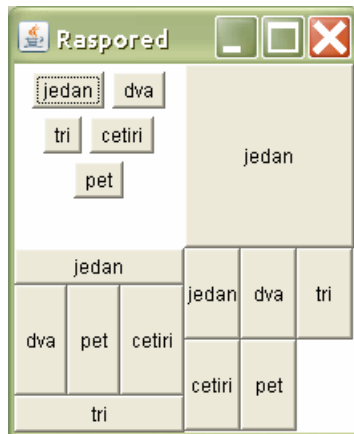 Raspored
jedan dva
tri cetiri
pet
jedan
jedan
dva pet cetiri
tri
jedan dva tri
cetiri pet